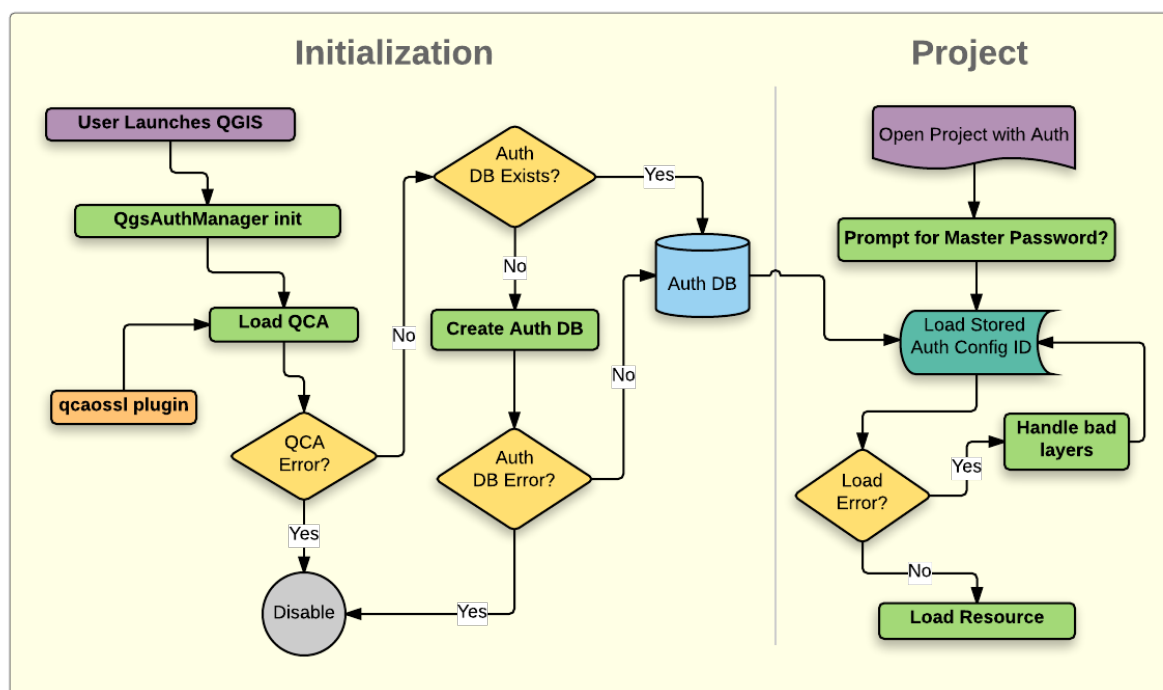 Initialization
User Launches QGIS
QgsAuthManager init
Load QCA
qcaossl plugin
QCA
Error?
Yes
No
Disable
Auth
DB Exists?
Yes
No
Create Auth DB
Auth
DB Error?
No
Yes
Auth DB
Project
Open Project with Auth
Prompt for Master Password?
Load Stored
Auth Config ID
Load
Error?
Yes
Handle bad
layers
No
Load Resource